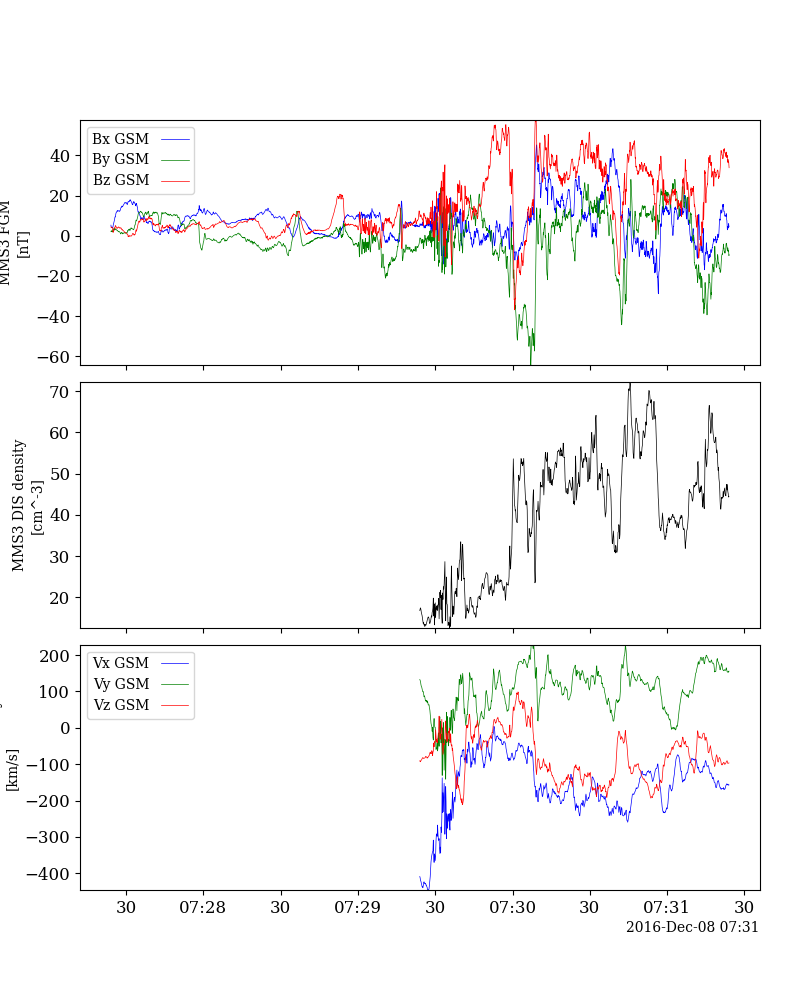 MMS3 FGM
[nT]
40
20
0
−20
−40
−60
Bx GSM
By GSM
Bz GSM
MMS3 DIS density
[cm^-3]
70
60
50
40
30
20
[km/s]
200
100
0
−100
−200
−300
−400
Vx GSM
Vy GSM
Vz GSM
30 07:28 30 07:29 30 07:30 30 07:31 30
2016-Dec-08 07:31